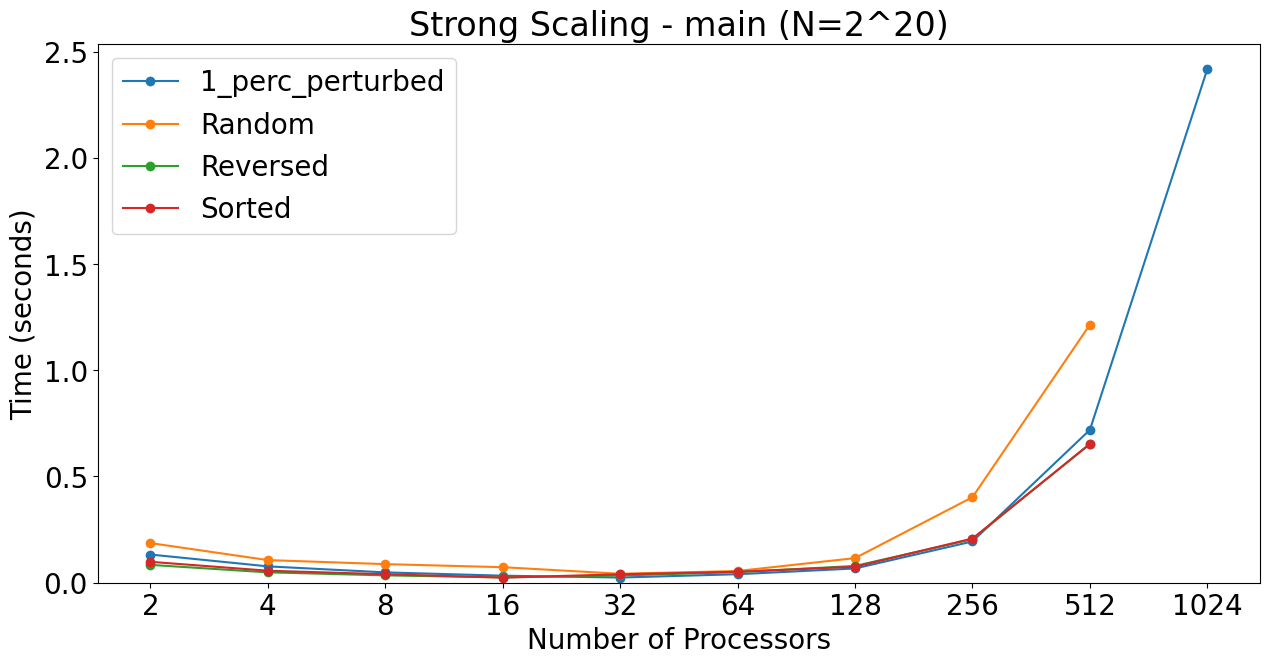 Strong Scaling - main (N=2^20)
2.5
2.0
1.5
1.0
0.5
0.0
Time (seconds)
1_perc_perturbed
Random
Reversed
Sorted
2 4 8 16 32 64 128 256 512 1024
Number of Processors